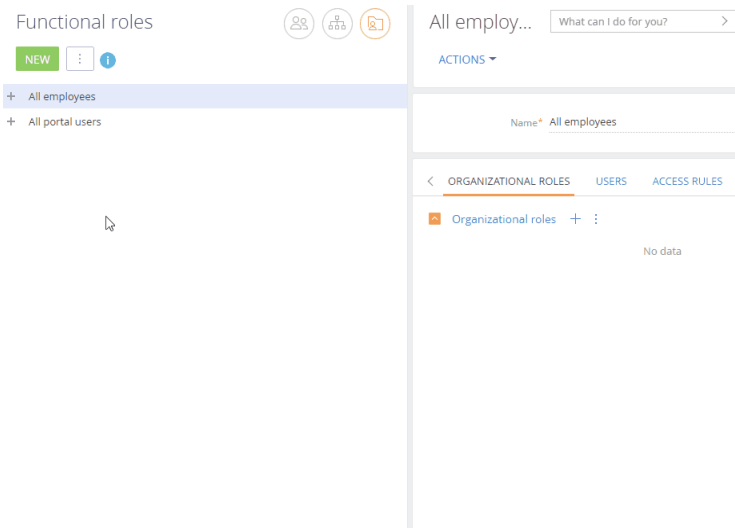 Functional roles
NEW
All employees
All portal users
All employ...
What can I do for you?
ACTIONS
Name* All employees
ORGANIZATIONAL ROLES USERS ACCESS RULES
Organizational roles
No data